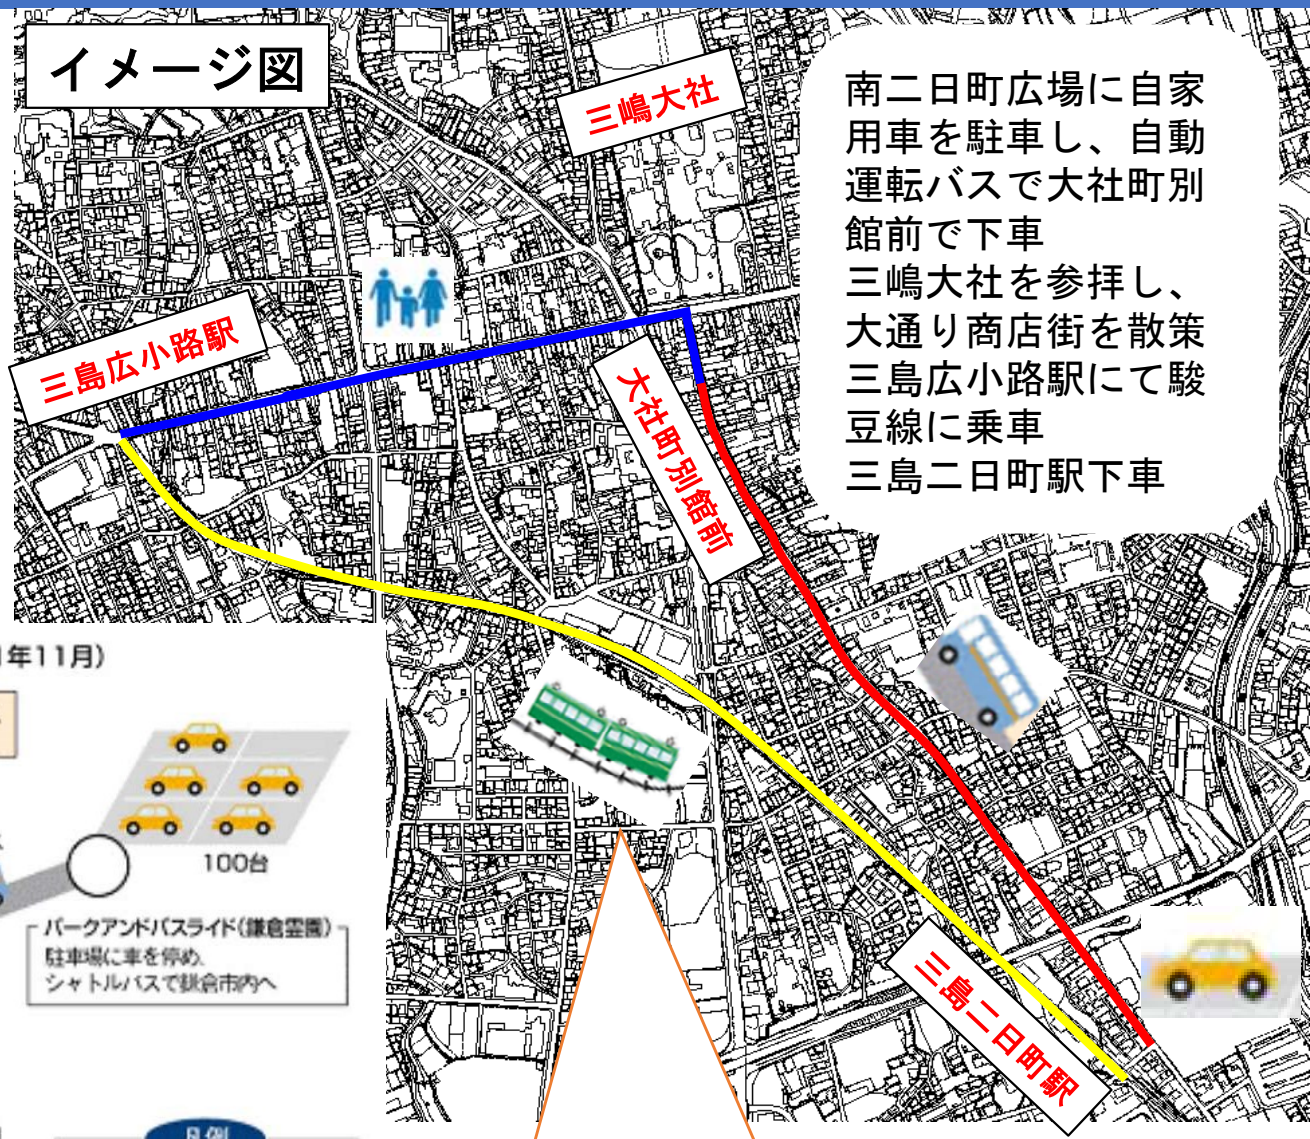 イメージ図
三嶋大社
南二日町広場に自家
用車を駐車し、自動
運転バスで大社町別
館前で下車
三嶋大社を参拝し、
大通り商店街を散策
三島広小路駅にて駿
豆線に乗車
三島二日町駅下車
三島広小路駅
大社町別館前
年11月)
100台
パークアンドバスライド(鎌倉霊園)
駐車場に車を停め、
シャトルバスで鎌倉市内へ
三島二日町駅
凡例